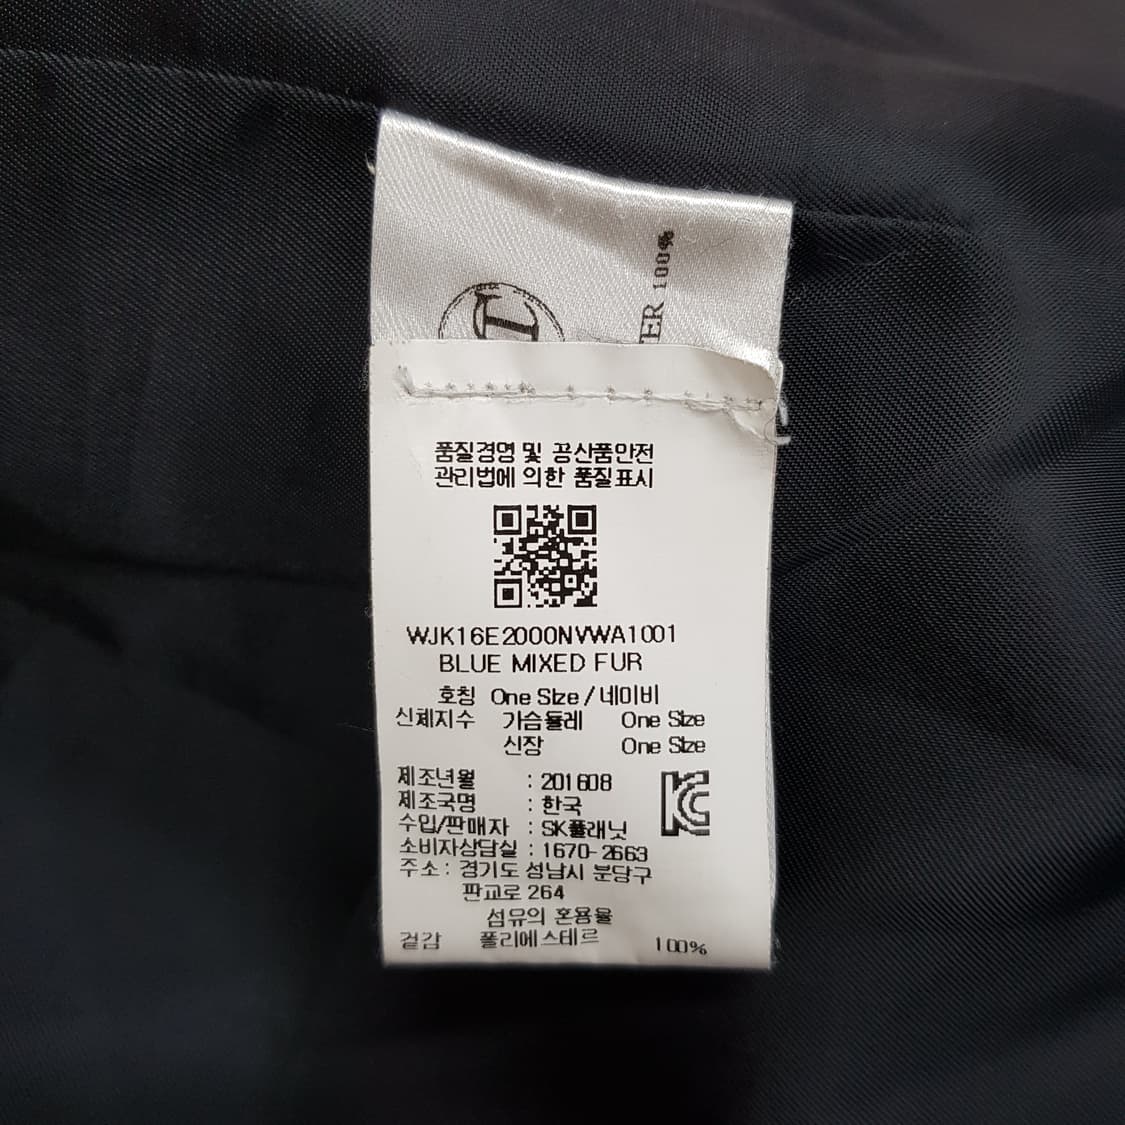 TER 100%
품질경영 및 공산품안전
관리법에 의한 품질표시
WJK16E2000NVWA1001
BLUE MIXED FUR
호칭 One Size / 네이비
신체지수 가슴둘레 One Size
신장 One Size
제조년월 : 201608
제조국명 : 한국
수입/판매자 : SK플래닛
소비자상담실 : 1670-2663
주소 : 경기도 성남시 분당구
판교로 264
섬유의 혼용율
겉감 폴리에스테르 100%